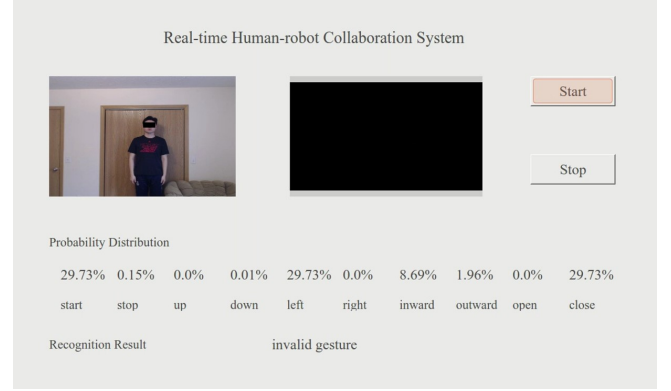 Real-time Human-robot Collaboration System
Start
Stop
Probability Distribution
29.73% 0.15% 0.0% 0.01% 29.73% 0.0% 8.69% 1.96% 0.0% 29.73%
start stop up down left right inward outward open close
Recognition Result invalid gesture